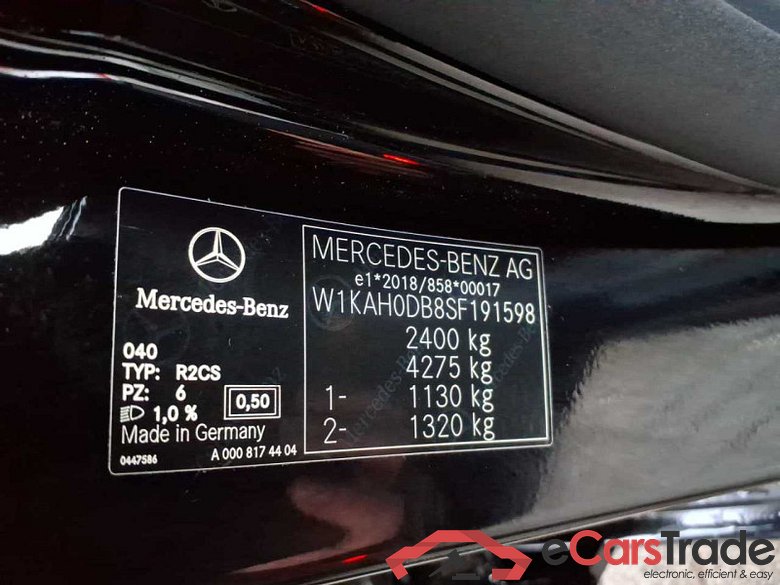 Mercedes-Benz
040
TYP: R2CS
PZ: 6
1,0 %
0,50
Made in Germany
0447586
A 000 817 44 04
MERCEDES-BENZ AG
e1*2018/858*00017
W1KAH0DB8SF191598
2400 kg
4275 kg
1- 1130 kg
2- 1320 kg
eCarsTrade
electronic, efficient & easy